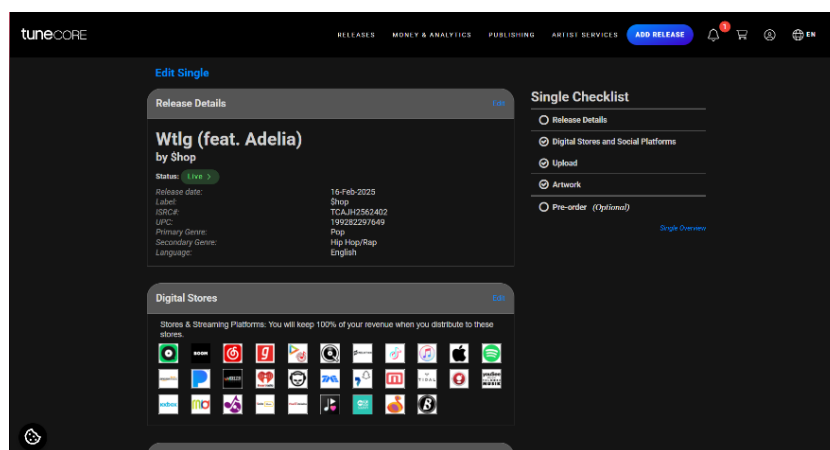 tunecore
RELEASES MONEY & ANALYTICS PUBLISHING ARTIST SERVICES ADD RELEASE 1 EN
Edit Single
Release Details Edit
Wtlg (feat. Adelia)
by $hop
Status: Live >
Release date: 16-Feb-2025
Label: $hop
ISRC#: TCAJH2562402
UPC: 199282297649
Primary Genre: Pop
Secondary Genre: Hip Hop/Rap
Language: English
Digital Stores Edit
Stores & Streaming Platforms: You will keep 100% of your revenue when you distribute to these
stores.
Single Checklist
Release Details
Digital Stores and Social Platforms
Upload
Artwork
Pre-order (Optional)
Single Overview